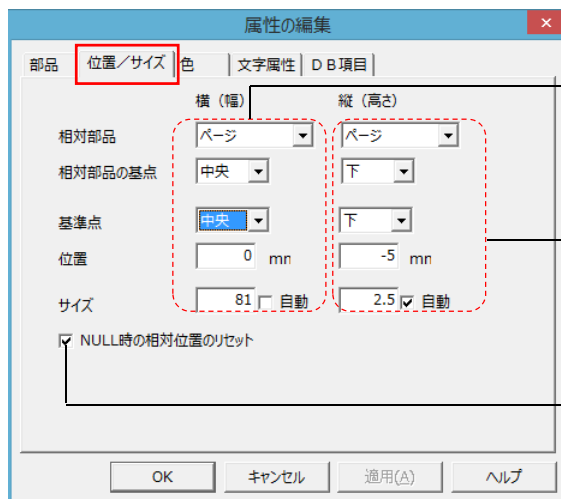 属性の編集
部品 位置／サイズ 色 文字属性 ＤＢ項目
横（幅） 縦（高さ）
相対部品 ページ ページ
相対部品の基点 中央 下
基準点 中央 下
位置 0 mm -5 mm
サイズ 81 自動 2.5 自動
NULL時の相対位置のリセット
OK キャンセル 適用(A) ヘルプ